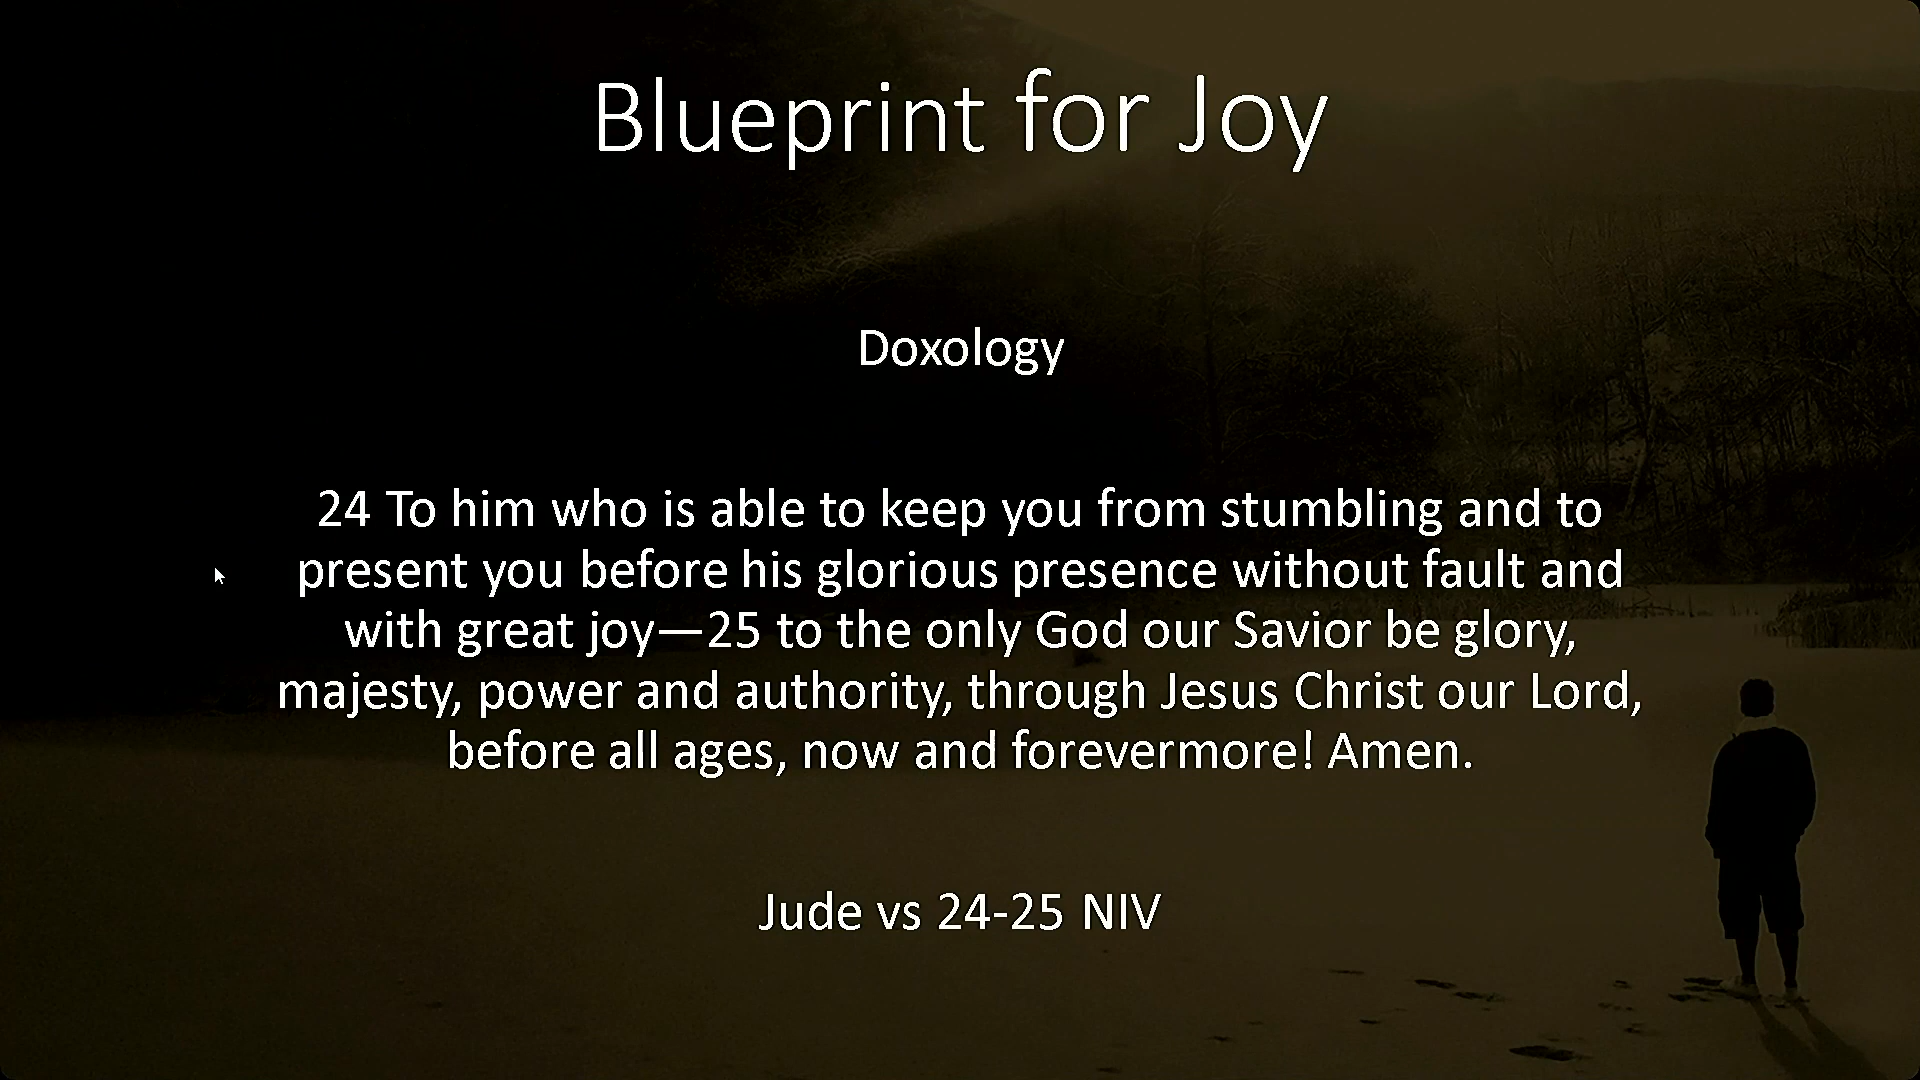 Blueprint for Joy
Doxology
24 To him who is able to keep you from stumbling and to
present you before his glorious presence without fault and
with great joy—25 to the only God our Savior be glory,
majesty, power and authority, through Jesus Christ our Lord,
before all ages, now and forevermore! Amen.
Jude vs 24-25 NIV